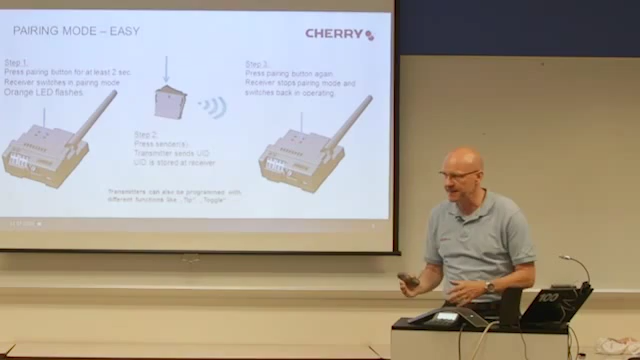 PAIRING MODE – EASY
CHERRY
Step 1:
Press pairing button for at least 2 sec.
Receiver switches in pairing mode
Orange LED flashes.
Step 2:
Press sender(s).
Transmitter sends UID.
UID is stored at receiver
Step 3:
Press pairing button again.
Receiver stops pairing mode and
switches back in operating.
Transmitters can also be programmed with
different functions like „Tip", „Toggle"
100